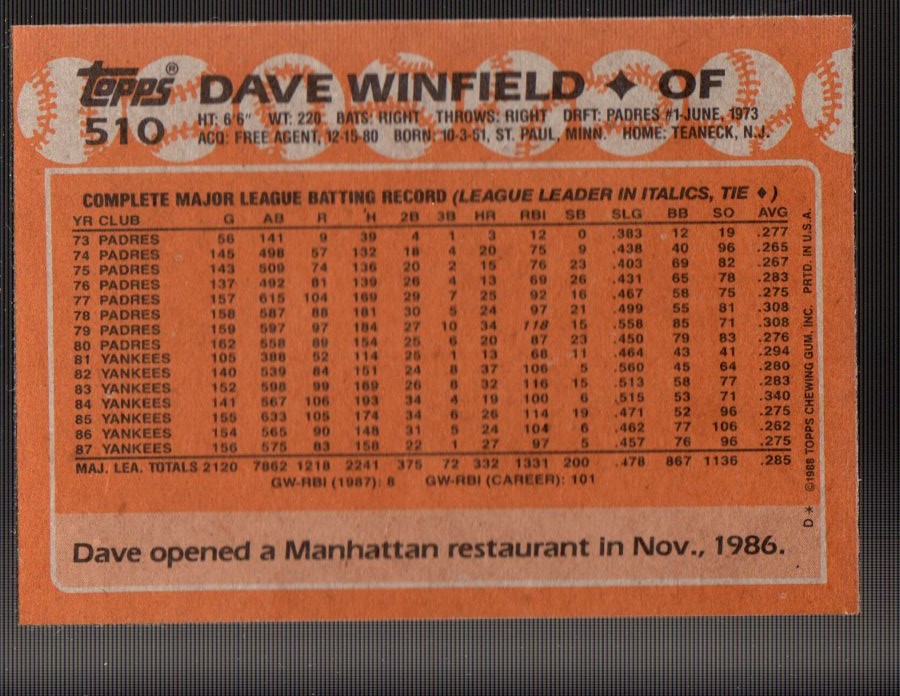 topps® DAVE WINFIELD ✦ OF
510 HT: 6'6" WT: 220 BATS: RIGHT THROWS: RIGHT DRFT: PADRES #1-JUNE, 1973
ACQ: FREE AGENT, 12-15-80 BORN: 10-3-51, ST. PAUL, MINN. HOME: TEANECK, N.J.
COMPLETE MAJOR LEAGUE BATTING RECORD (LEAGUE LEADER IN ITALICS, TIE ♦)
YR CLUB G AB R H 2B 3B HR RBI SB SLG BB SO AVG
73 PADRES 56 141 9 39 4 1 3 12 0 .383 12 19 .277
74 PADRES 145 498 57 132 18 4 20 75 9 .438 40 96 .265
75 PADRES 143 509 74 136 20 2 15 76 23 .403 69 82 .267
76 PADRES 137 492 81 139 26 4 13 69 26 .431 65 78 .283
77 PADRES 157 615 104 169 29 7 25 92 16 .467 58 75 .275
78 PADRES 158 587 88 181 30 5 24 97 21 .499 55 81 .308
79 PADRES 159 597 97 184 27 10 34 118 15 .558 85 71 .308
80 PADRES 162 558 89 154 25 6 20 87 23 .450 79 83 .276
81 YANKEES 105 388 52 114 25 1 13 68 11 .464 43 41 .294
82 YANKEES 140 539 84 151 24 8 37 106 5 .560 45 64 .280
83 YANKEES 152 598 99 169 26 8 32 116 15 .513 58 77 .283
84 YANKEES 141 567 106 193 34 4 19 100 6 .515 53 71 .340
85 YANKEES 155 633 105 174 34 6 26 114 19 .471 52 96 .275
86 YANKEES 154 565 90 148 31 5 24 104 6 .462 77 106 .262
87 YANKEES 156 575 83 158 22 1 27 97 5 .457 76 96 .275
MAJ. LEA. TOTALS 2120 7862 1218 2241 375 72 332 1331 200 .478 867 1136 .285
GW-RBI (1987): 8 GW-RBI (CAREER): 101
Dave opened a Manhattan restaurant in Nov., 1986.
D* ©1988 TOPPS CHEWING GUM, INC. PRTD. IN U.S.A.